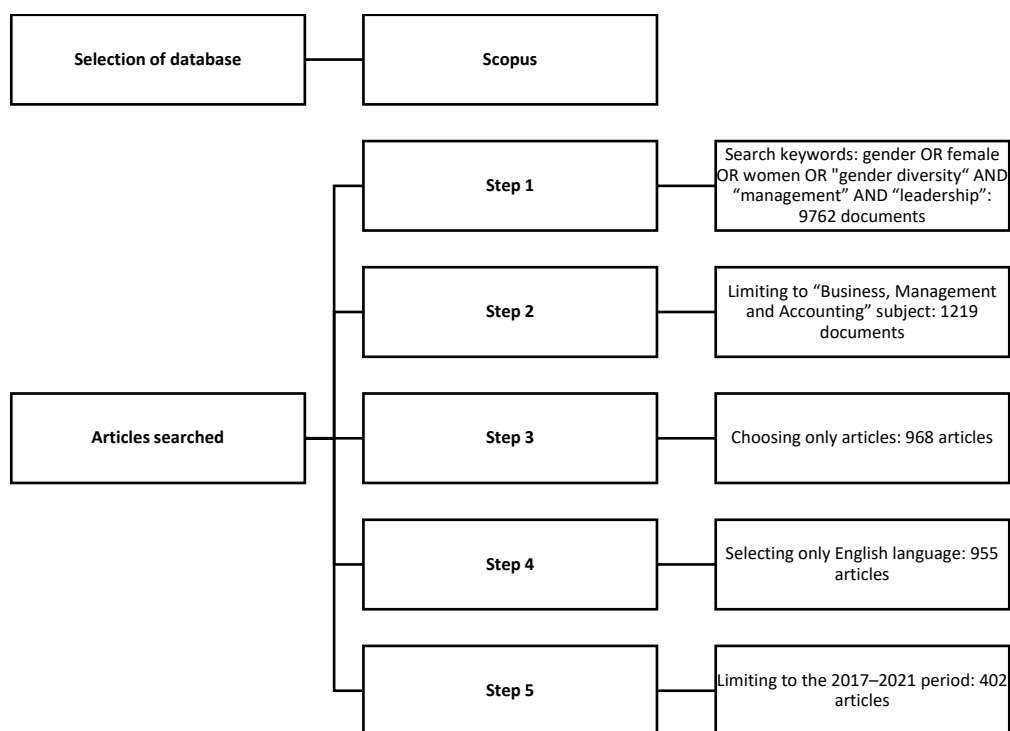 Selection of database
Scopus
Step 1
Search keywords: gender OR female
OR women OR "gender diversity“ AND
“management” AND “leadership”:
9762 documents
Step 2
Limiting to “Business, Management
and Accounting” subject: 1219
documents
Articles searched
Step 3
Choosing only articles: 968 articles
Step 4
Selecting only English language: 955
articles
Step 5
Limiting to the 2017–2021 period: 402
articles